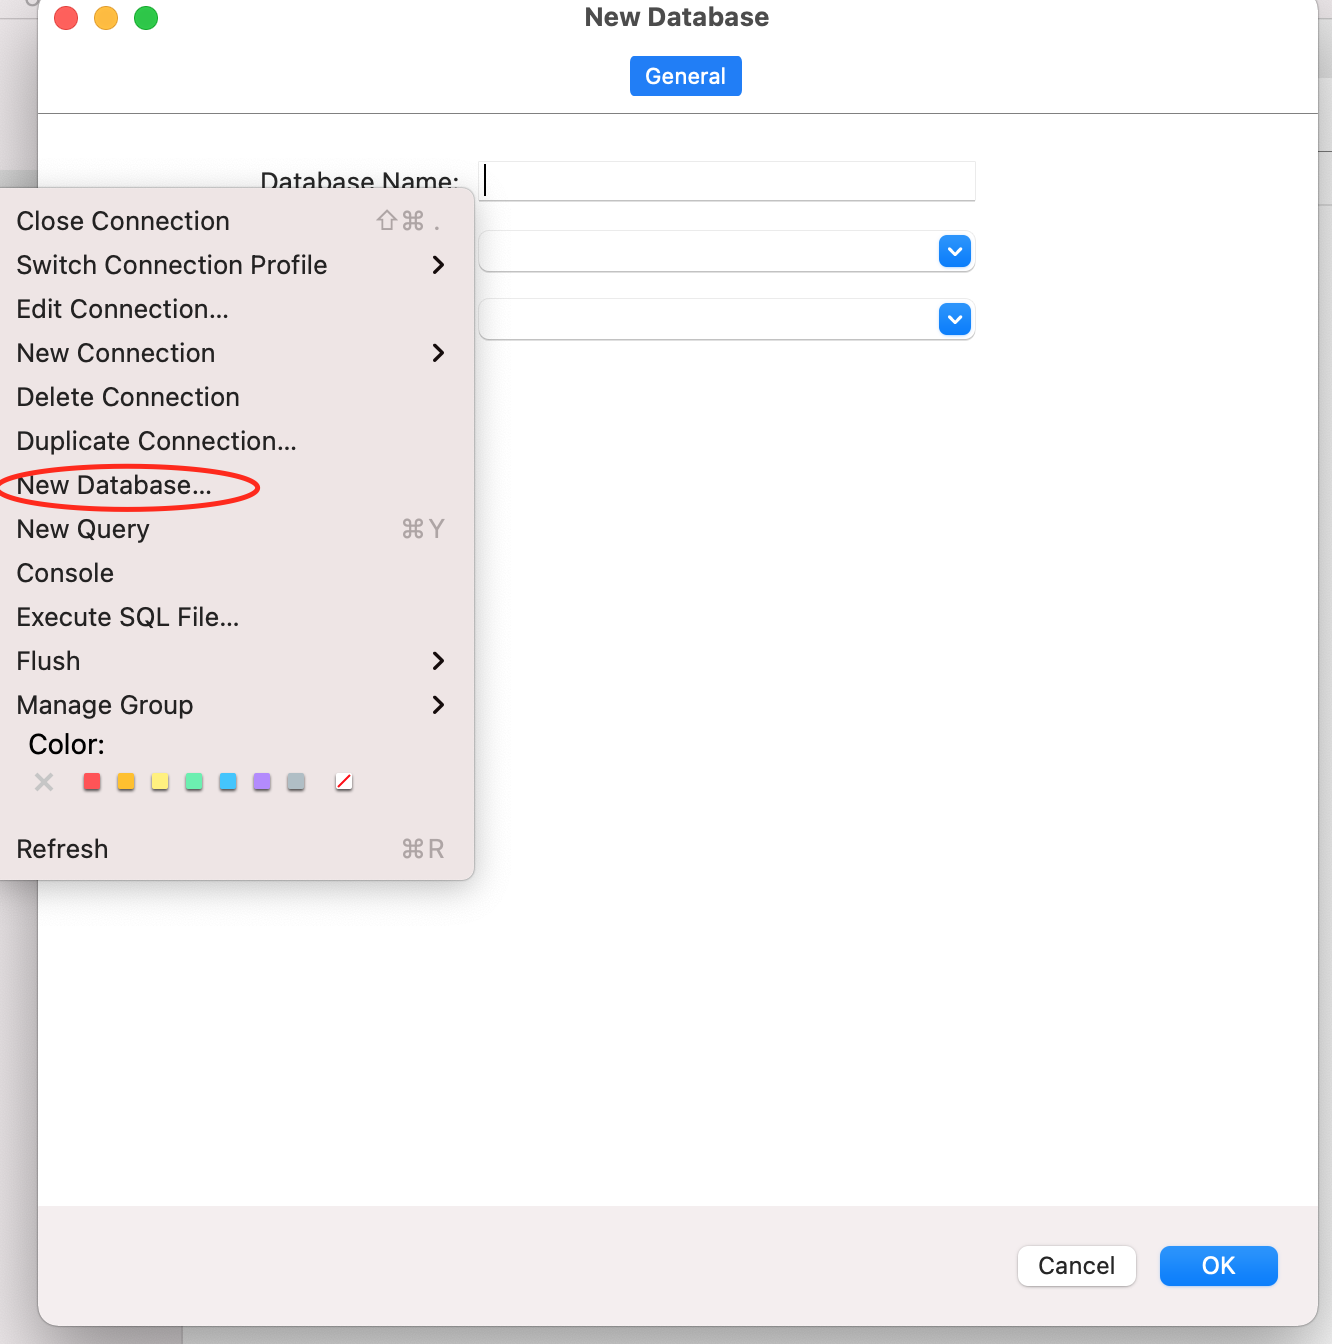 New Database
General
Database Name:
Close Connection ⇧⌘ .
Switch Connection Profile
Edit Connection...
New Connection
Delete Connection
Duplicate Connection...
New Database...
New Query ⌘Y
Console
Execute SQL File...
Flush
Manage Group
Color:
Refresh ⌘R
Cancel
OK